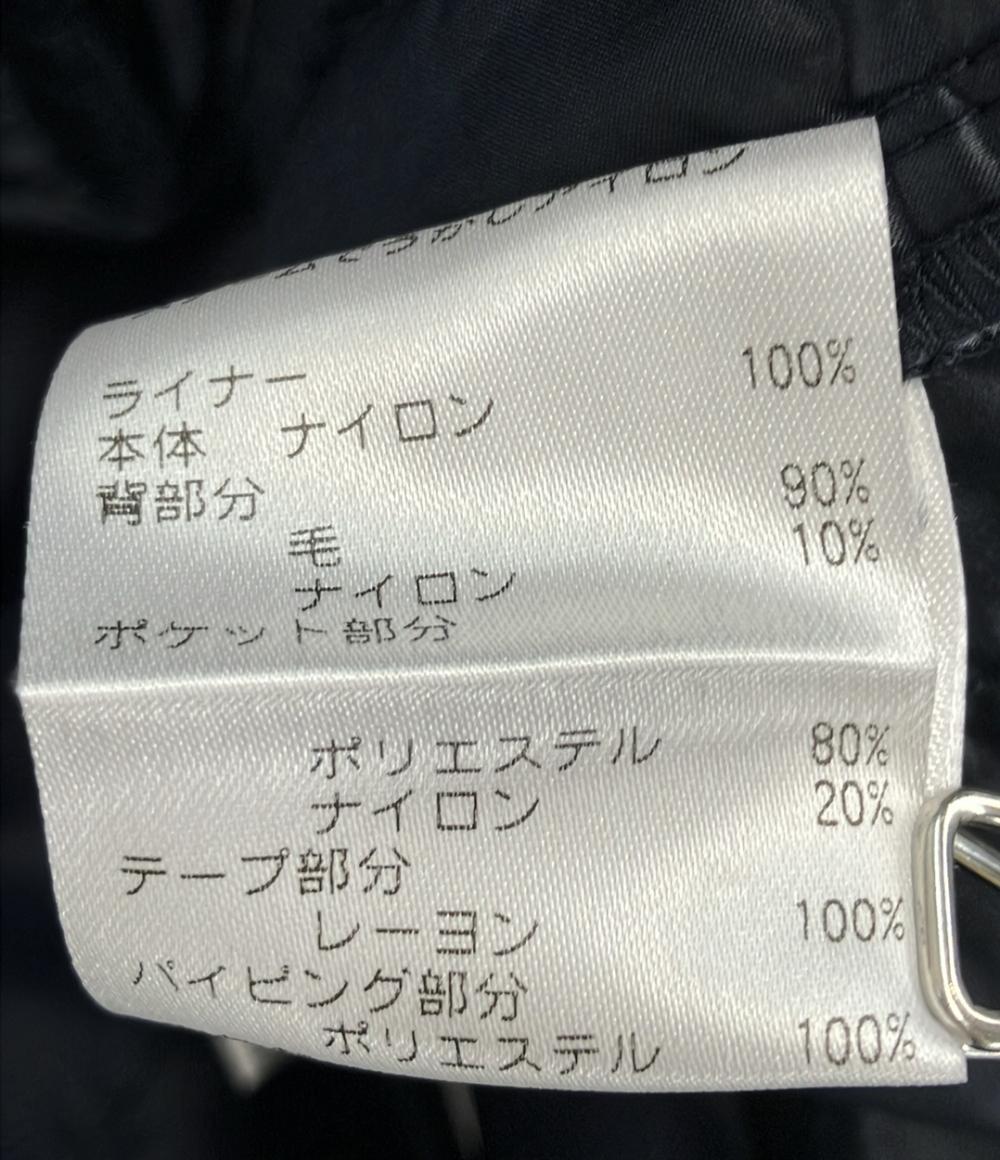 ライナー
本体 ナイロン 100%
背部分
毛 90%
ナイロン 10%
ポケット部分
ポリエステル 80%
ナイロン 20%
テープ部分
レーヨン 100%
パイピング部分
ポリエステル 100%